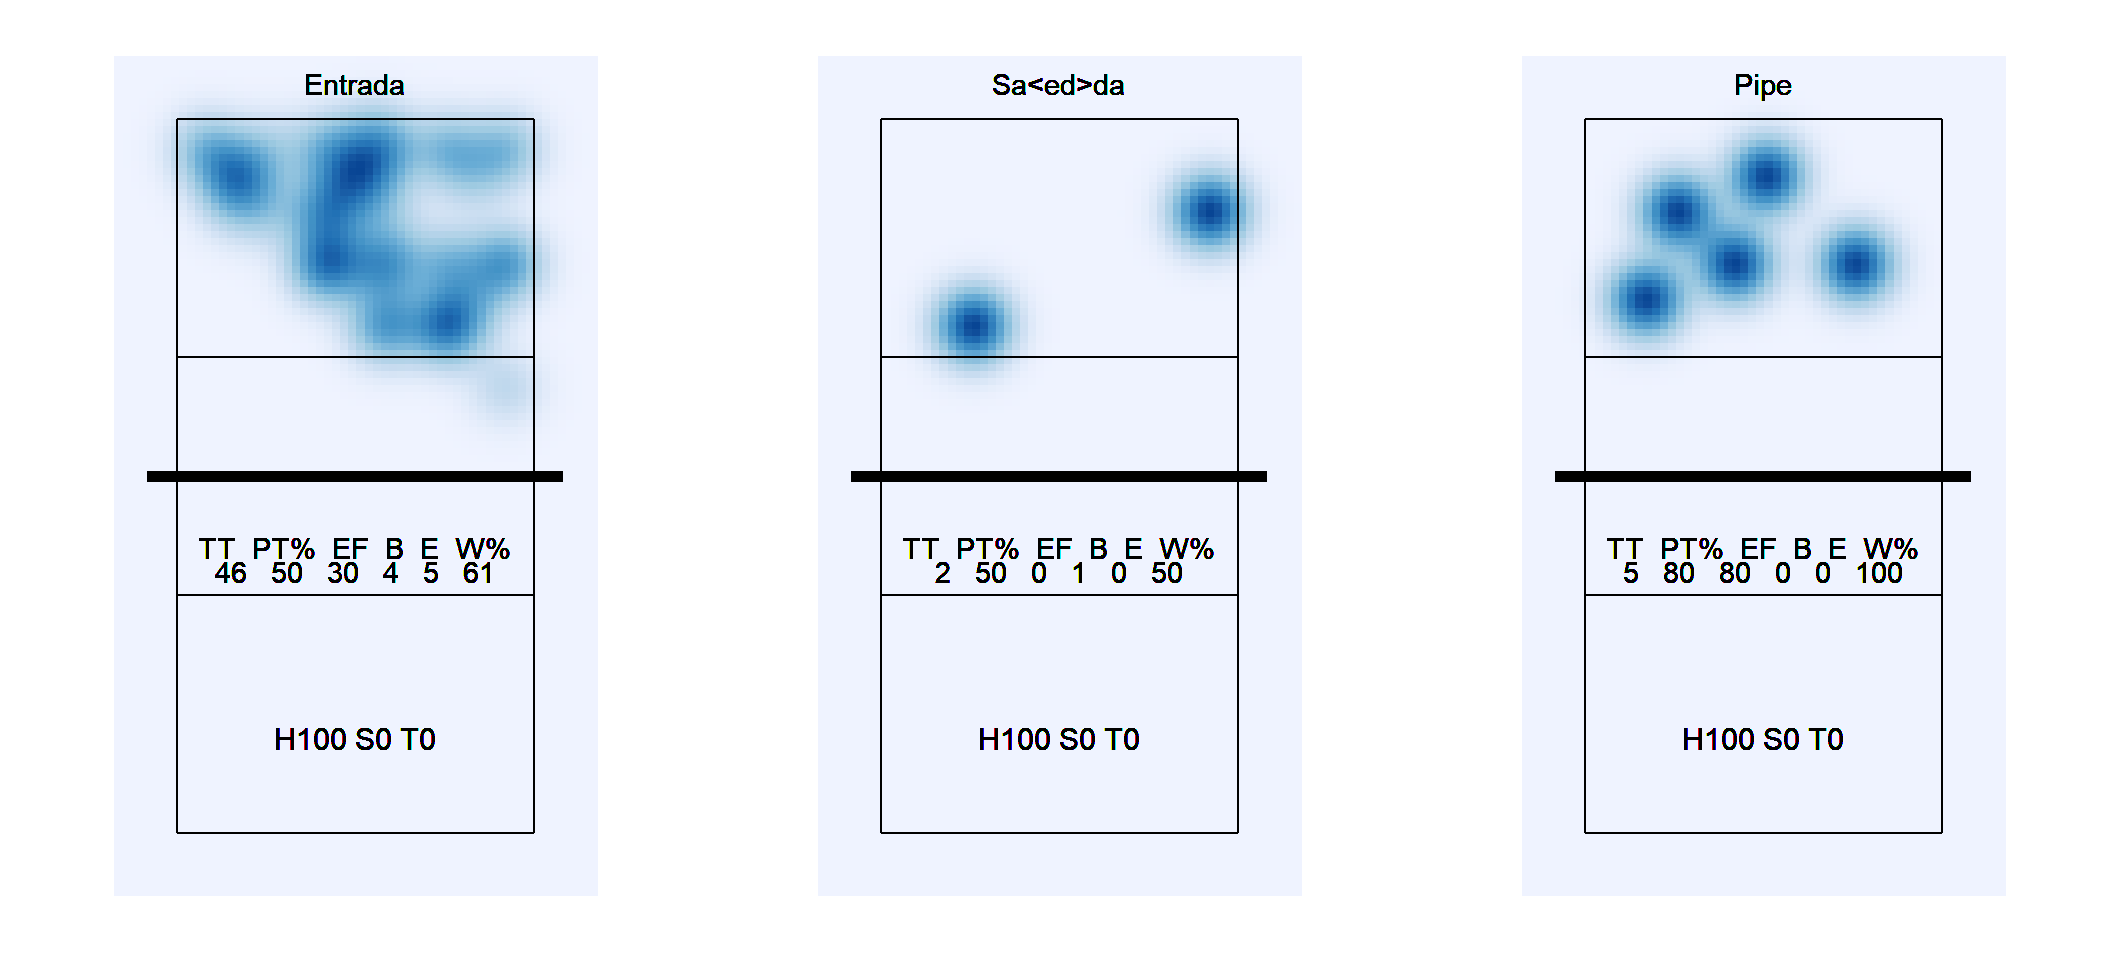 Entrada
TT PT% EF B E W%
46 50 30 4 5 61
H100 S0 T0
Sa<ed>da
TT PT% EF B E W%
2 50 0 1 0 50
H100 S0 T0
Pipe
TT PT% EF B E W%
5 80 80 0 0 100
H100 S0 T0